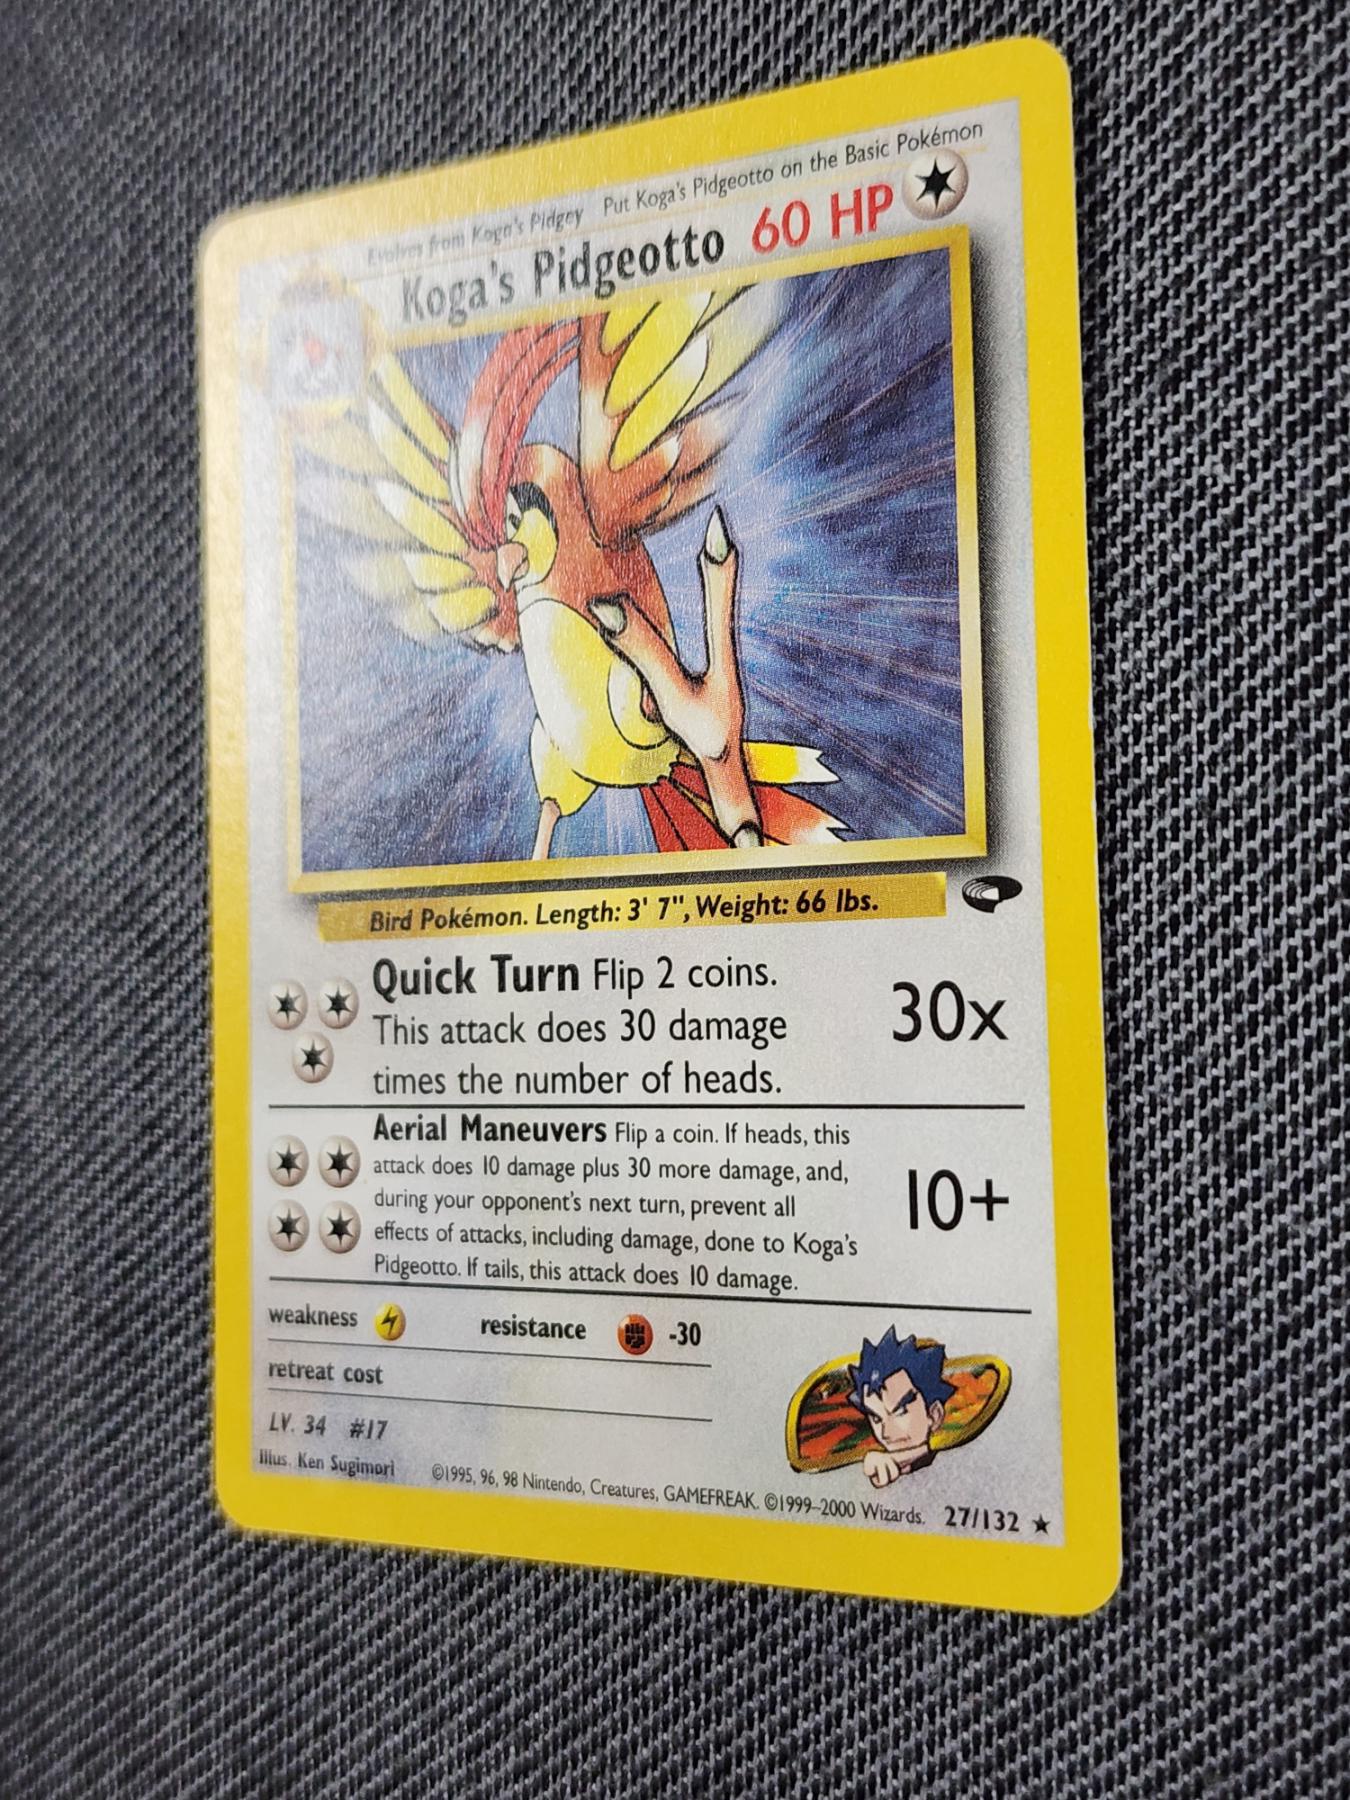 Evolves from Koga's Pidgey Put Koga's Pidgeotto on the Basic Pokémon
Koga's Pidgeotto 60 HP
Bird Pokémon. Length: 3' 7", Weight: 66 lbs.
Quick Turn Flip 2 coins.
This attack does 30 damage
times the number of heads.
30x
Aerial Maneuvers Flip a coin. If heads, this
attack does 10 damage plus 30 more damage, and,
during your opponent's next turn, prevent all
effects of attacks, including damage, done to Koga's
Pidgeotto. If tails, this attack does 10 damage.
10+
weakness resistance -30
retreat cost
LV. 34 #17
Illus. Ken Sugimori ©1995, 96, 98 Nintendo, Creatures, GAMEFREAK. ©1999–2000 Wizards. 27/132 ★